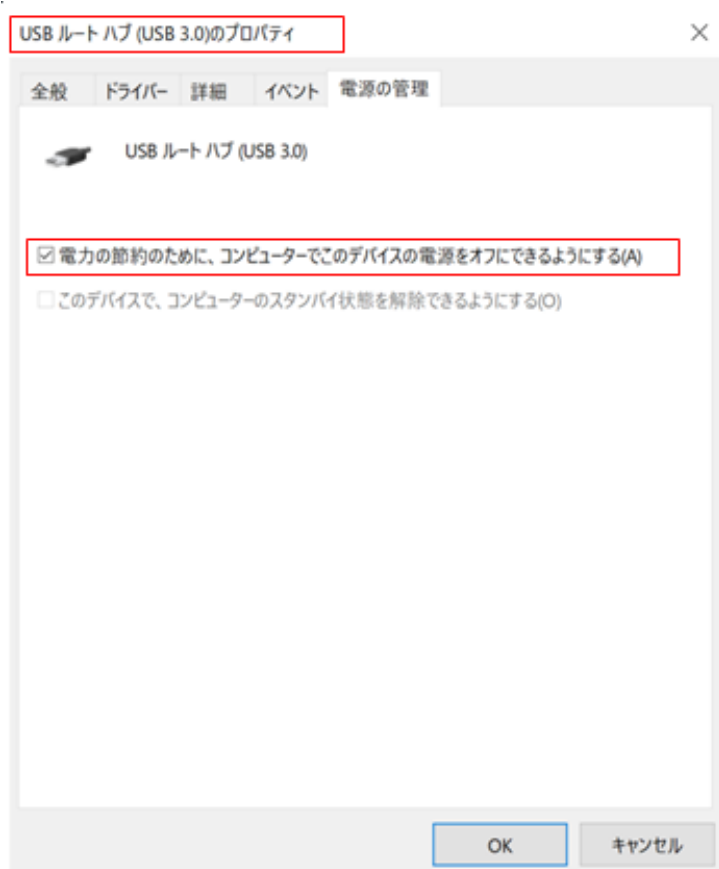 USB ルート ハブ (USB 3.0)のプロパティ
全般 ドライバー 詳細 イベント 電源の管理
USB ルート ハブ (USB 3.0)
電力の節約のために、コンピューターでこのデバイスの電源をオフにできるようにする(A)
このデバイスで、コンピューターのスタンバイ状態を解除できるようにする(O)
OK キャンセル